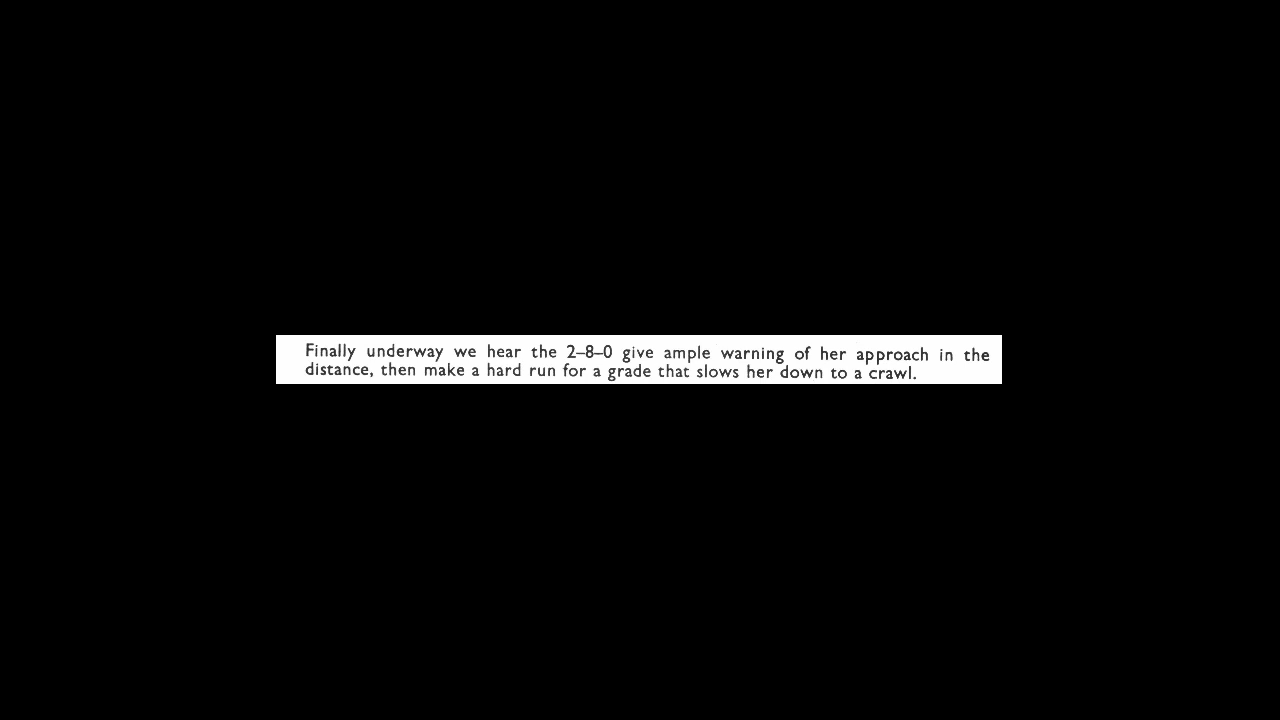 Finally underway we hear the 2–8–0 give ample warning of her approach in the
distance, then make a hard run for a grade that slows her down to a crawl.